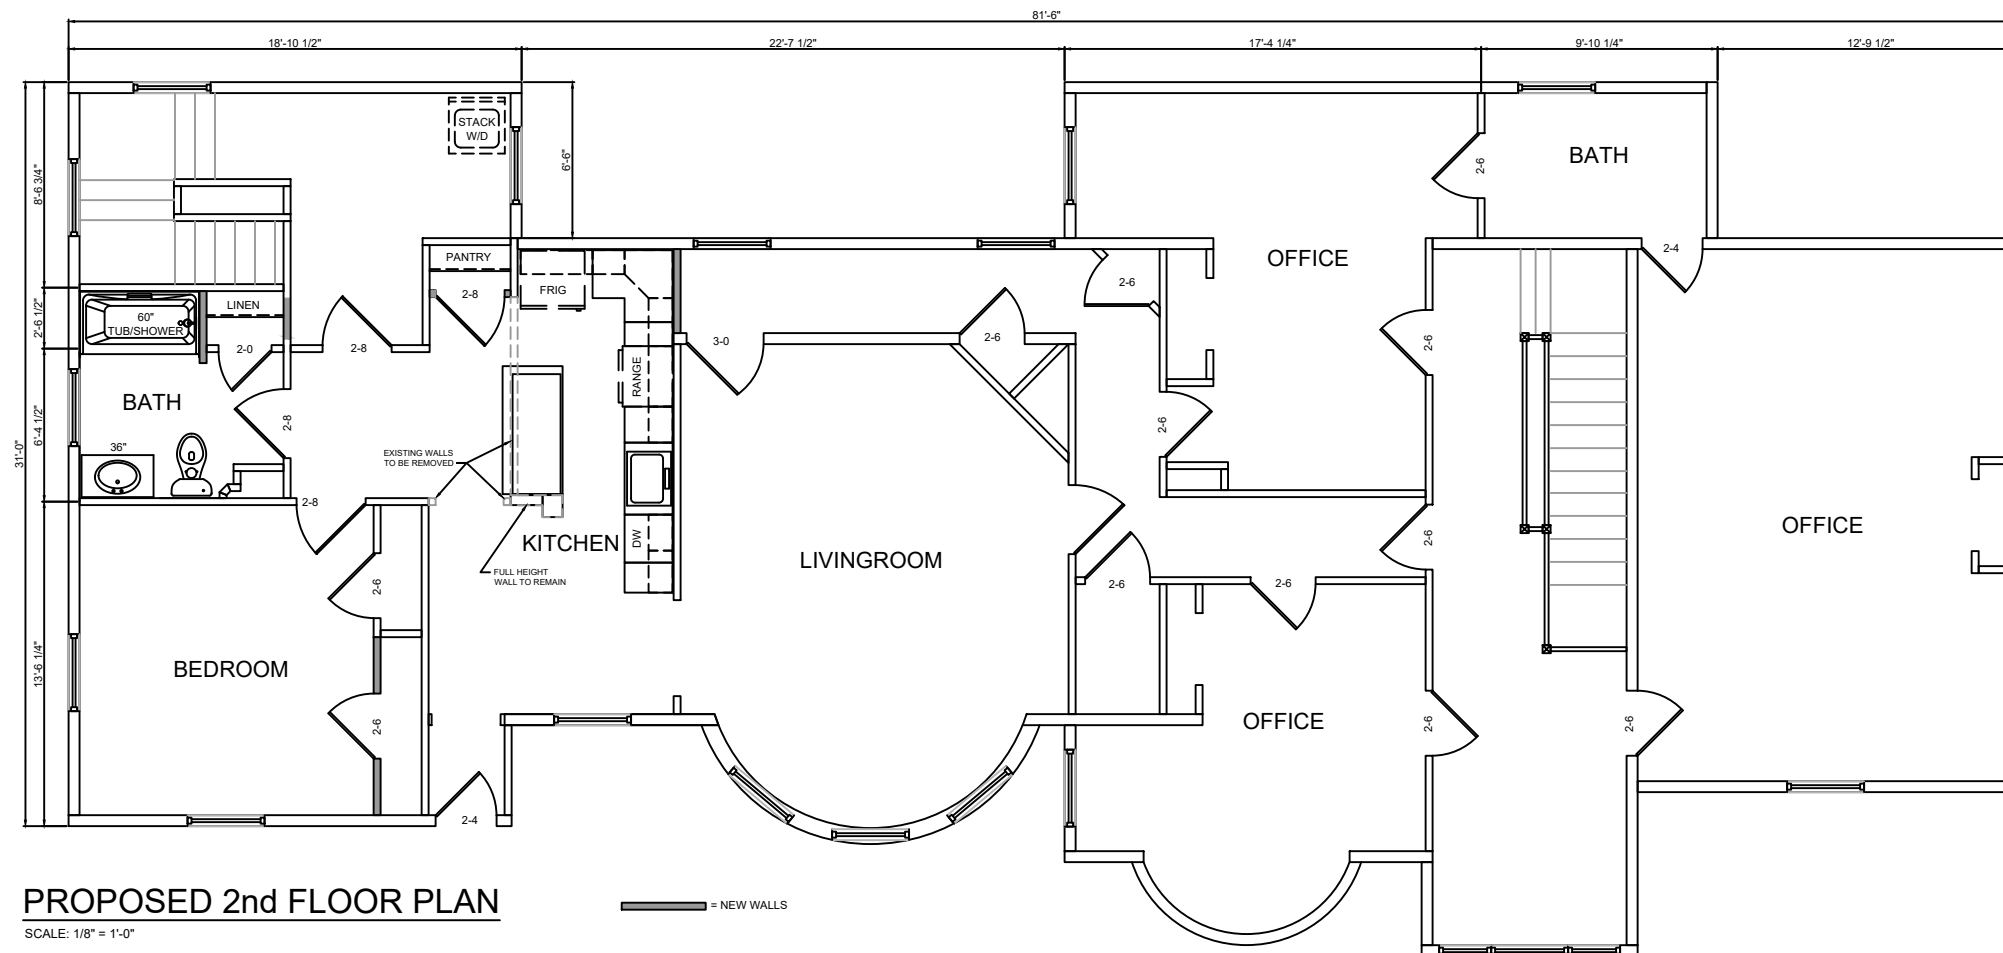 81'-6"
18'-10 1/2"
22'-7 1/2"
17'-4 1/4"
9'-10 1/4"
12'-9 1/2"
STACK
W/D
6'-6"
8'-6 3/4"
2-6
BATH
PANTRY
2-4
OFFICE
FRIG
2-8
2-6
LINEN
60"
TUB/SHOWER
2'-6 1/2"
2-0
2-8
3-0
2-6
2-6
RANGE
BATH
2-8
6'-4 1/2"
2-6
36"
EXISTING WALLS
TO BE REMOVED
31'-0"
2-8
KITCHEN
DW
LIVINGROOM
2-6
OFFICE
FULL HEIGHT
WALL TO REMAIN
2-6
2-6
2-6
13'-6 1/4"
BEDROOM
2-6
OFFICE
2-6
2-6
2-4
PROPOSED 2nd FLOOR PLAN
= NEW WALLS
SCALE: 1/8" = 1'-0"